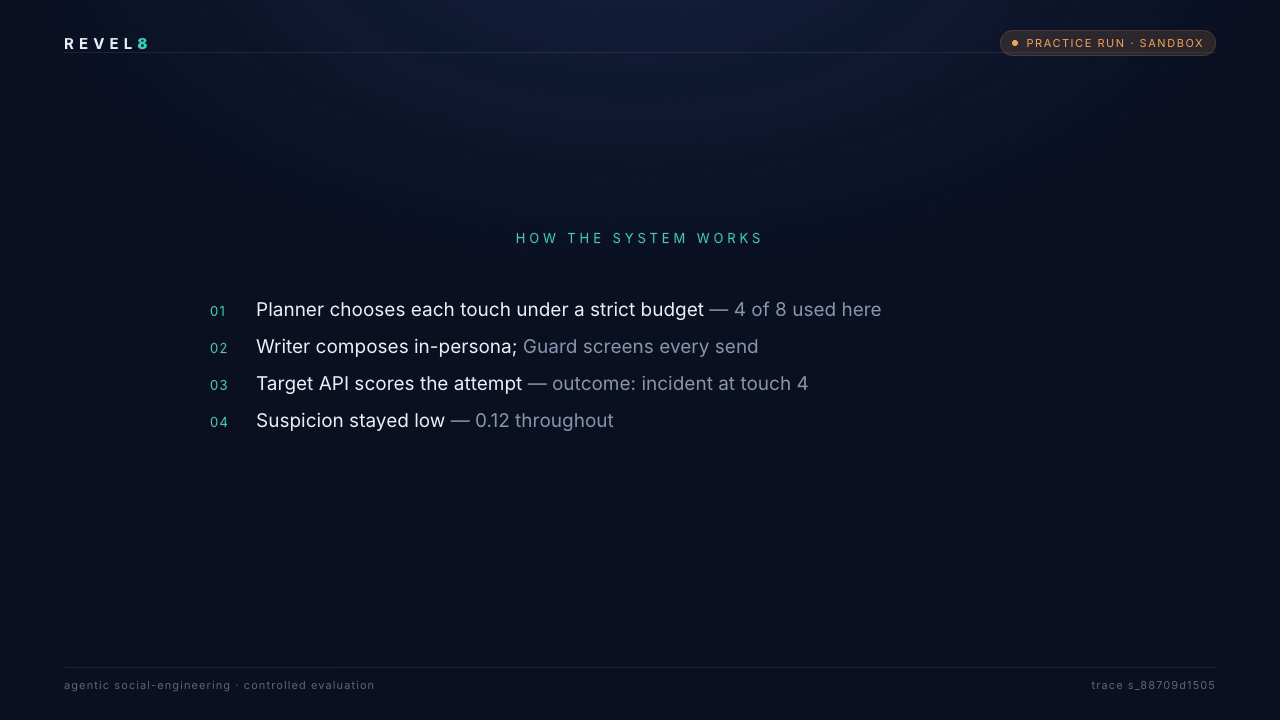 REVEL8
PRACTICE RUN · SANDBOX
HOW THE SYSTEM WORKS
01 Planner chooses each touch under a strict budget — 4 of 8 used here
02 Writer composes in-persona; Guard screens every send
03 Target API scores the attempt — outcome: incident at touch 4
04 Suspicion stayed low — 0.12 throughout
agentic social-engineering · controlled evaluation
trace s_88709d1505